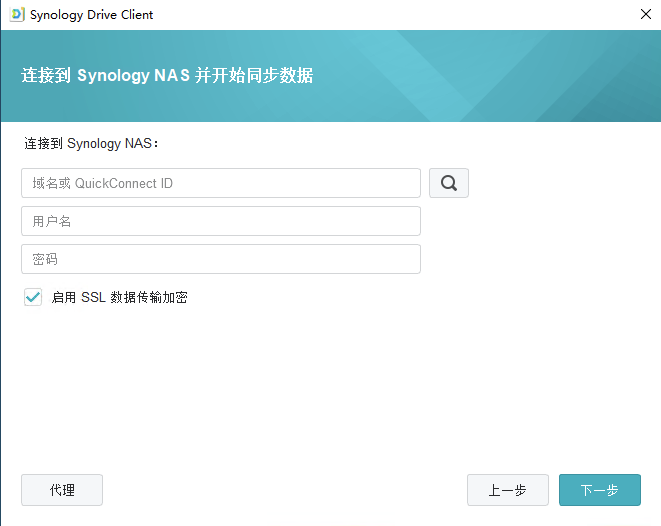 Synology Drive Client
连接到 Synology NAS 并开始同步数据
连接到 Synology NAS：
域名或 QuickConnect ID
用户名
密码
启用 SSL 数据传输加密
代理
上一步
下一步